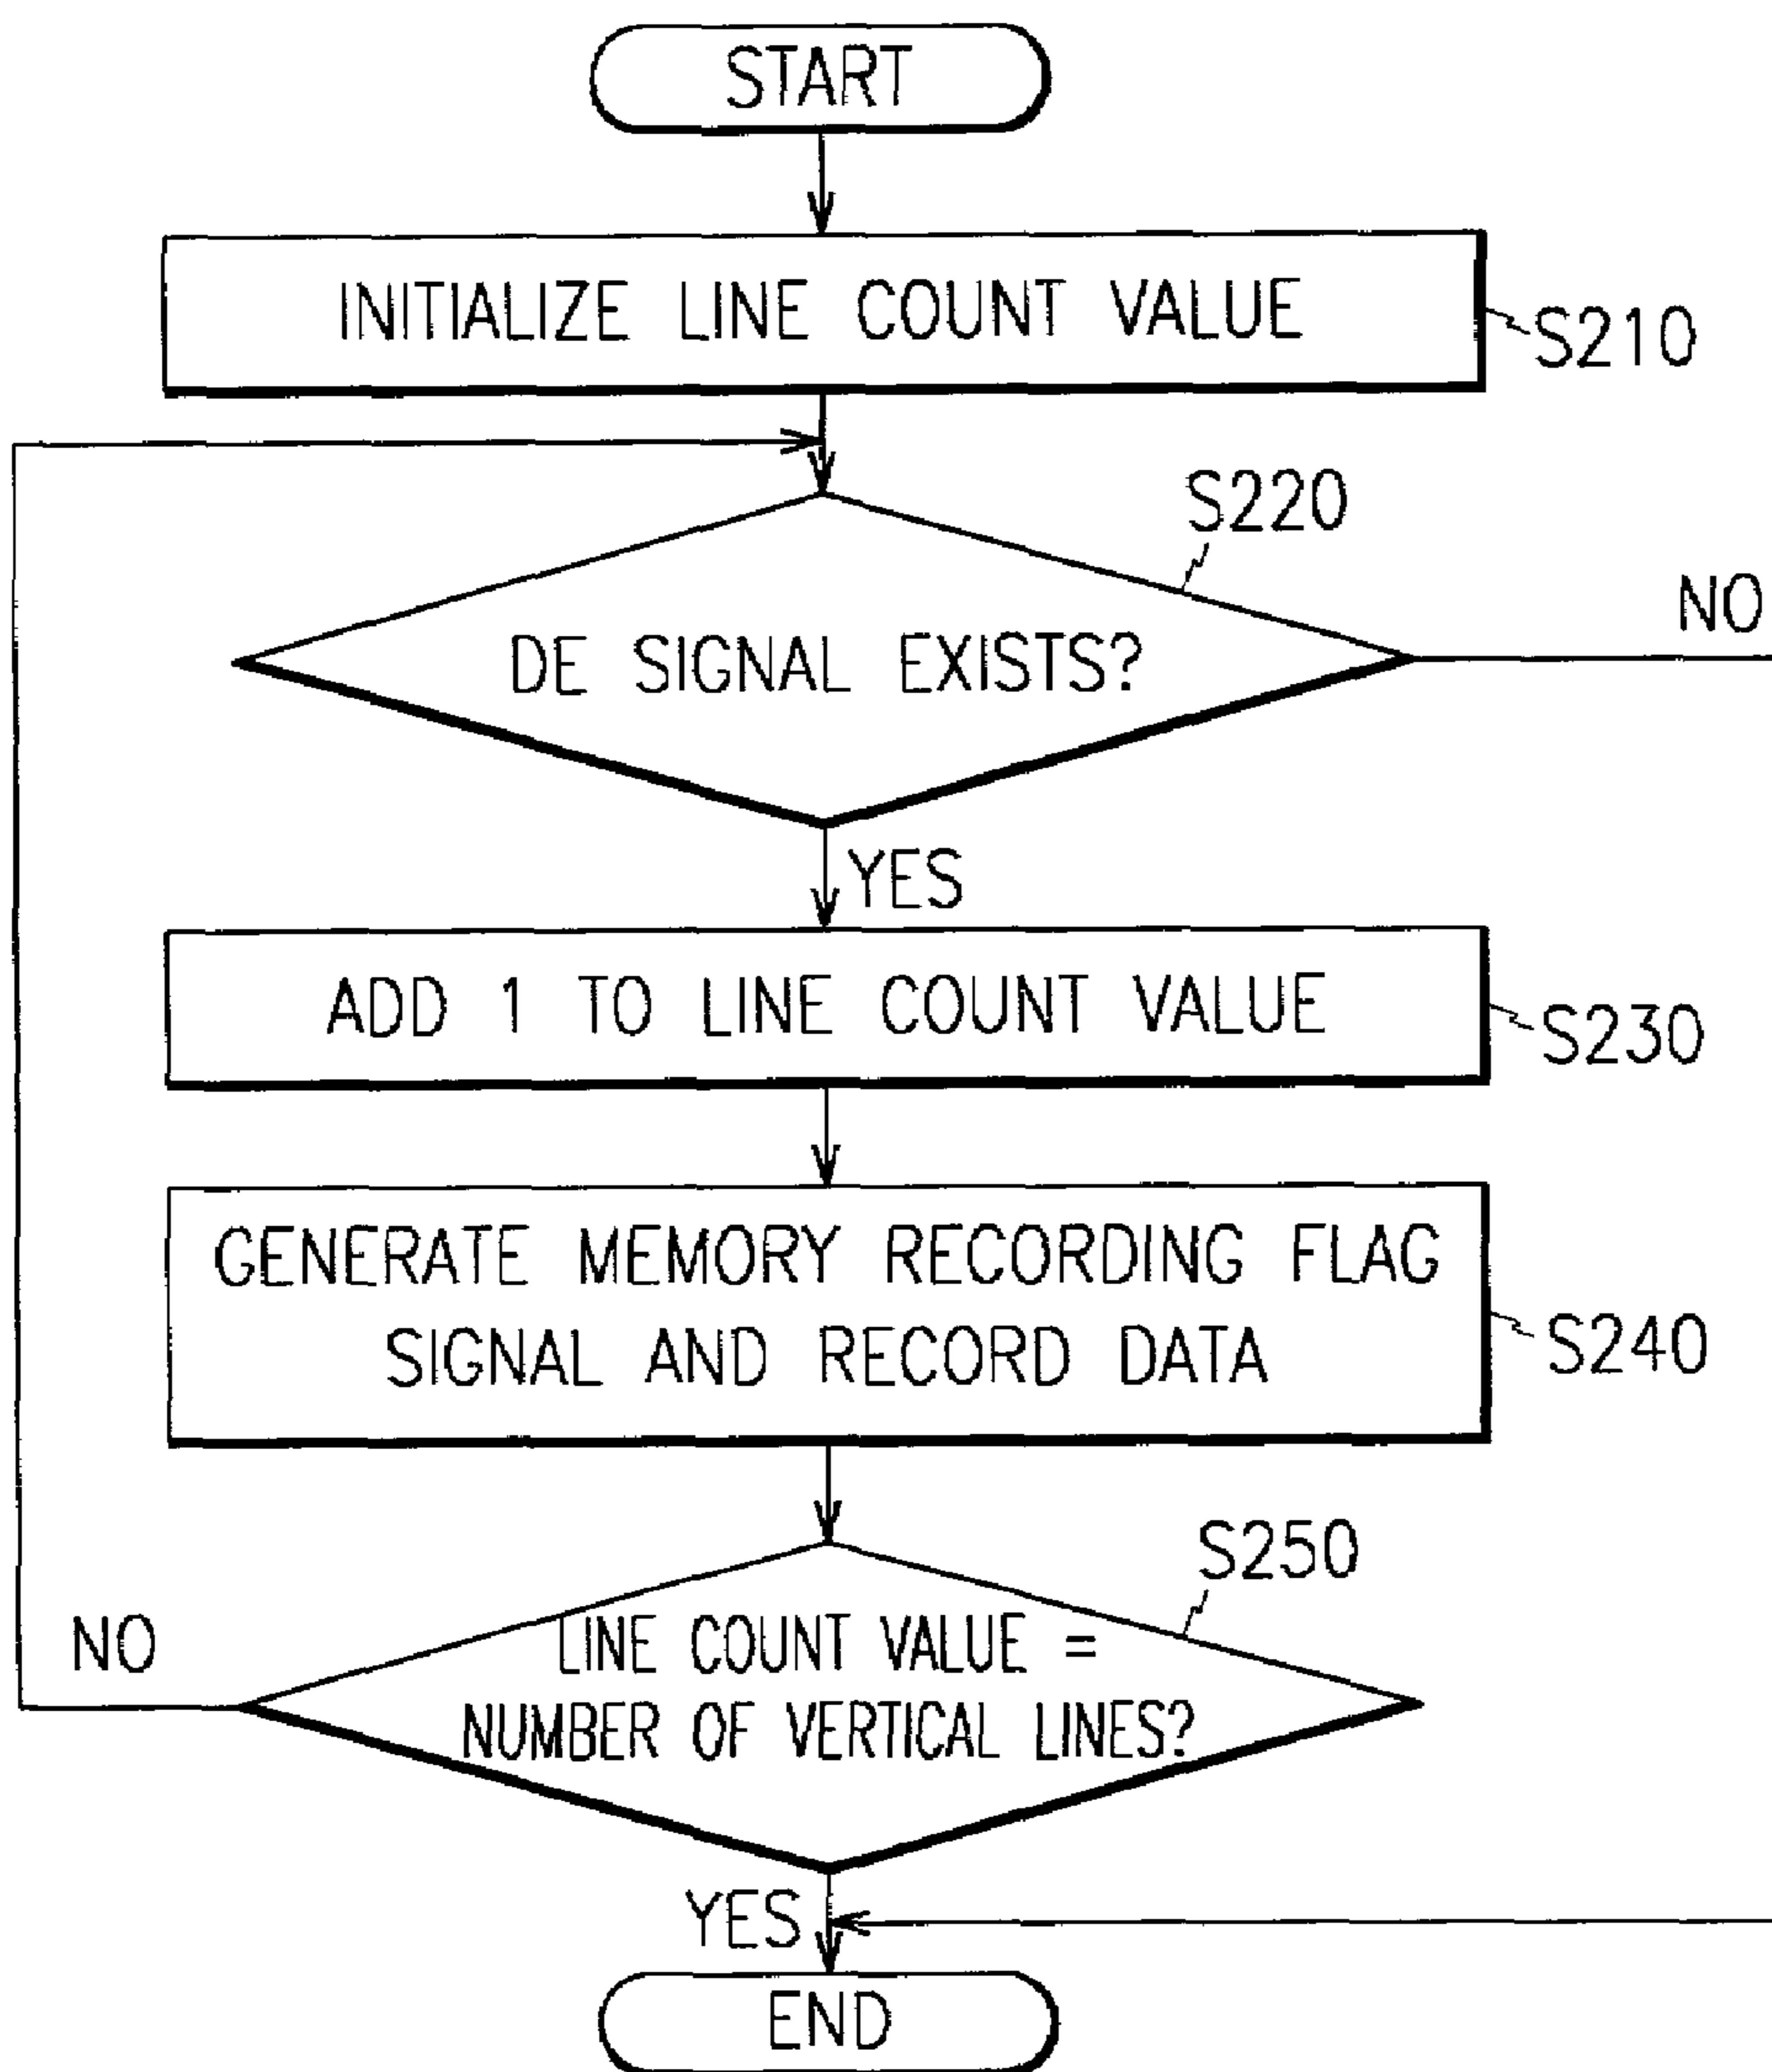 START
INITIALIZE LINE COUNT VALUE
S210
S220
NO
DE SIGNAL EXISTS?
YES
ADD 1 TO LINE COUNT VALUE
S230
GENERATE MEMORY RECORDING FLAG
SIGNAL AND RECORD DATA
S240
S250
NO
LINE COUNT VALUE =
NUMBER OF VERTICAL LINES?
YES
END